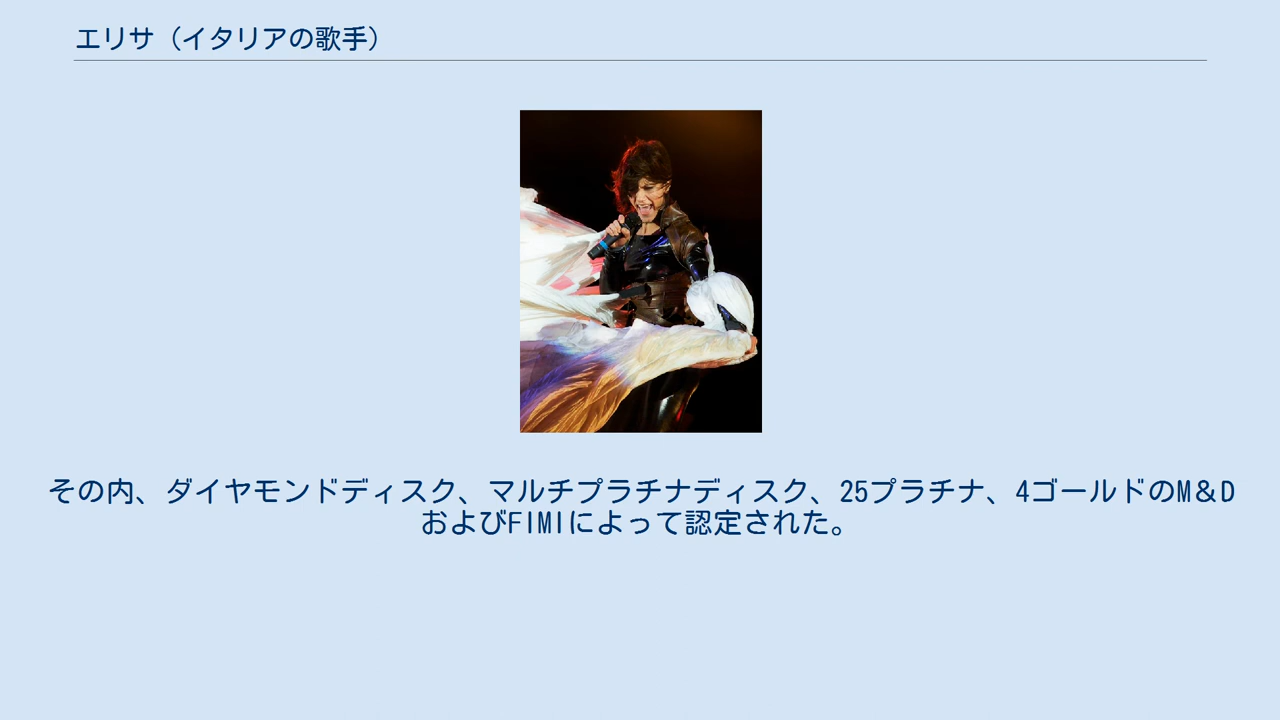 エリサ（イタリアの歌手）
その内、ダイヤモンドディスク、マルチプラチナディスク、25プラチナ、4ゴールドのM＆D
およびFIMIによって認定された。